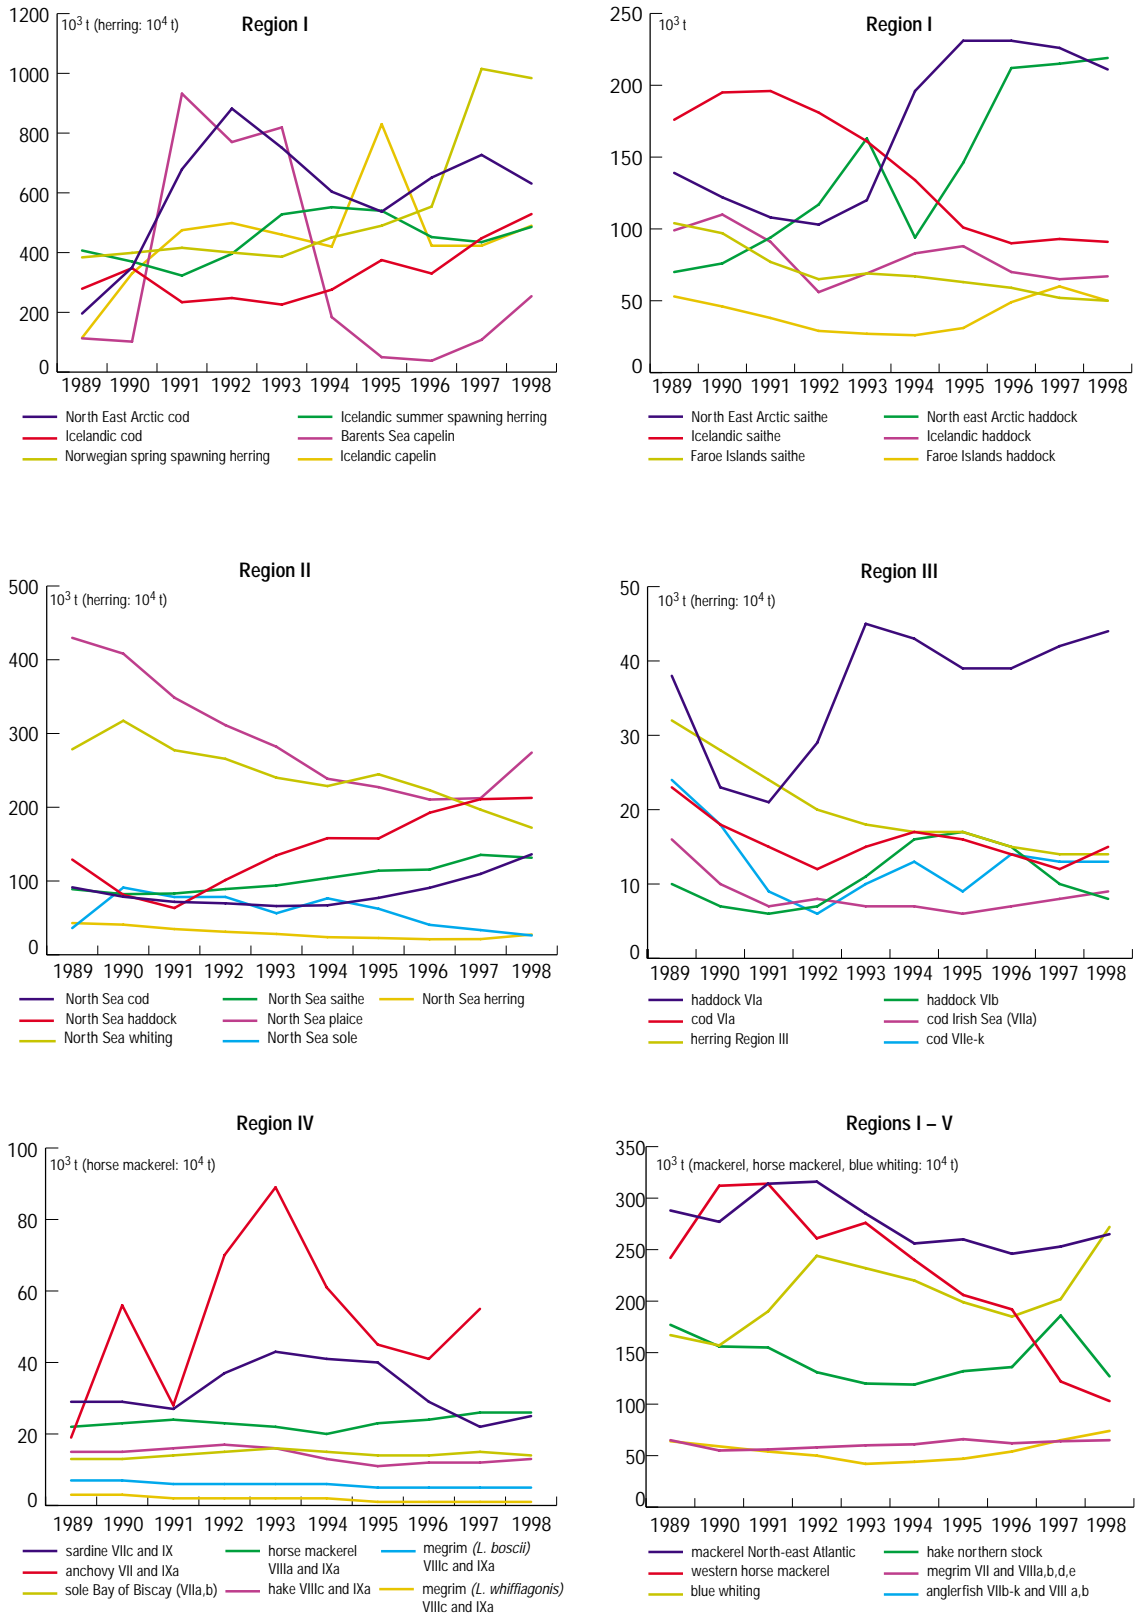 Region I
10³ t (herring: 10⁴ t)
1200
1000
800
600
400
200
0
1989 1990 1991 1992 1993 1994 1995 1996 1997 1998
North East Arctic cod
Icelandic cod
Norwegian spring spawning herring
Icelandic summer spawning herring
Barents Sea capelin
Icelandic capelin
Region I
10³ t
250
200
150
100
50
0
1989 1990 1991 1992 1993 1994 1995 1996 1997 1998
North East Arctic saithe
Icelandic saithe
Faroe Islands saithe
North east Arctic haddock
Icelandic haddock
Faroe Islands haddock
Region II
10³ t (herring: 10⁴ t)
500
400
300
200
100
0
1989 1990 1991 1992 1993 1994 1995 1996 1997 1998
North Sea cod
North Sea haddock
North Sea whiting
North Sea saithe
North Sea plaice
North Sea sole
North Sea herring
Region III
10³ t (herring: 10⁴ t)
50
40
30
20
10
0
1989 1990 1991 1992 1993 1994 1995 1996 1997 1998
haddock VIa
cod VIa
herring Region III
haddock VIb
cod Irish Sea (VIIa)
cod VIIe-k
Region IV
10³ t (horse mackerel: 10⁴ t)
100
80
60
40
20
0
1989 1990 1991 1992 1993 1994 1995 1996 1997 1998
sardine VIIc and IX
anchovy VII and IXa
sole Bay of Biscay (VIIa,b)
horse mackerel
VIIIa and IXa
hake VIIIc and IXa
megrim (L. boscii)
VIIIc and IXa
megrim (L. whiffiagonis)
VIIIc and IXa
Regions I – V
10³ t (mackerel, horse mackerel, blue whiting: 10⁴ t)
350
300
250
200
150
100
50
0
1989 1990 1991 1992 1993 1994 1995 1996 1997 1998
mackerel North-east Atlantic
western horse mackerel
blue whiting
hake northern stock
megrim VII and VIIIa,b,d,e
anglerfish VIIb-k and VIII a,b